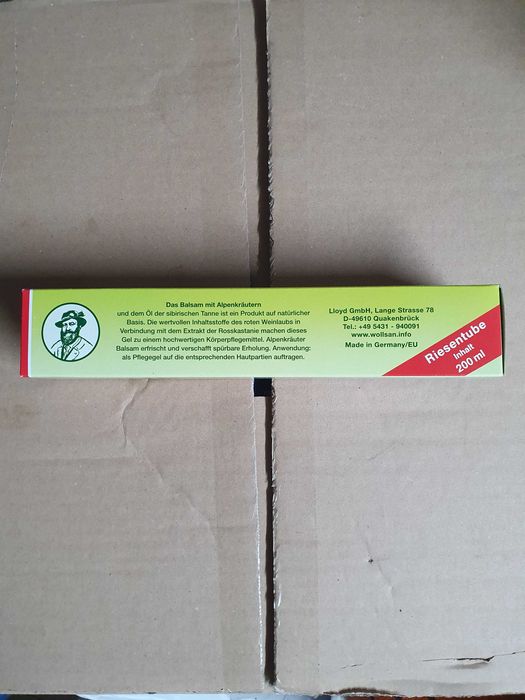 Das Balsam mit Alpenkräutern
und dem Öl der sibirischen Tanne ist ein Produkt auf natürlicher
Basis. Die wertvollen Inhaltsstoffe des roten Weinlaubs in
Verbindung mit dem Extrakt der Rosskastanie machen dieses
Gel zu einem hochwertigen Körperpflegemittel. Alpenkräuter
Balsam erfrischt und verschafft spürbare Erholung. Anwendung:
als Pflegegel auf die entsprechenden Hautpartien auftragen.
Lloyd GmbH, Lange Strasse 78
D-49610 Quakenbrück
Tel.: +49 5431 - 940091
www.wollsan.info
Made in Germany/EU
Riesentube
Inhalt
200 ml